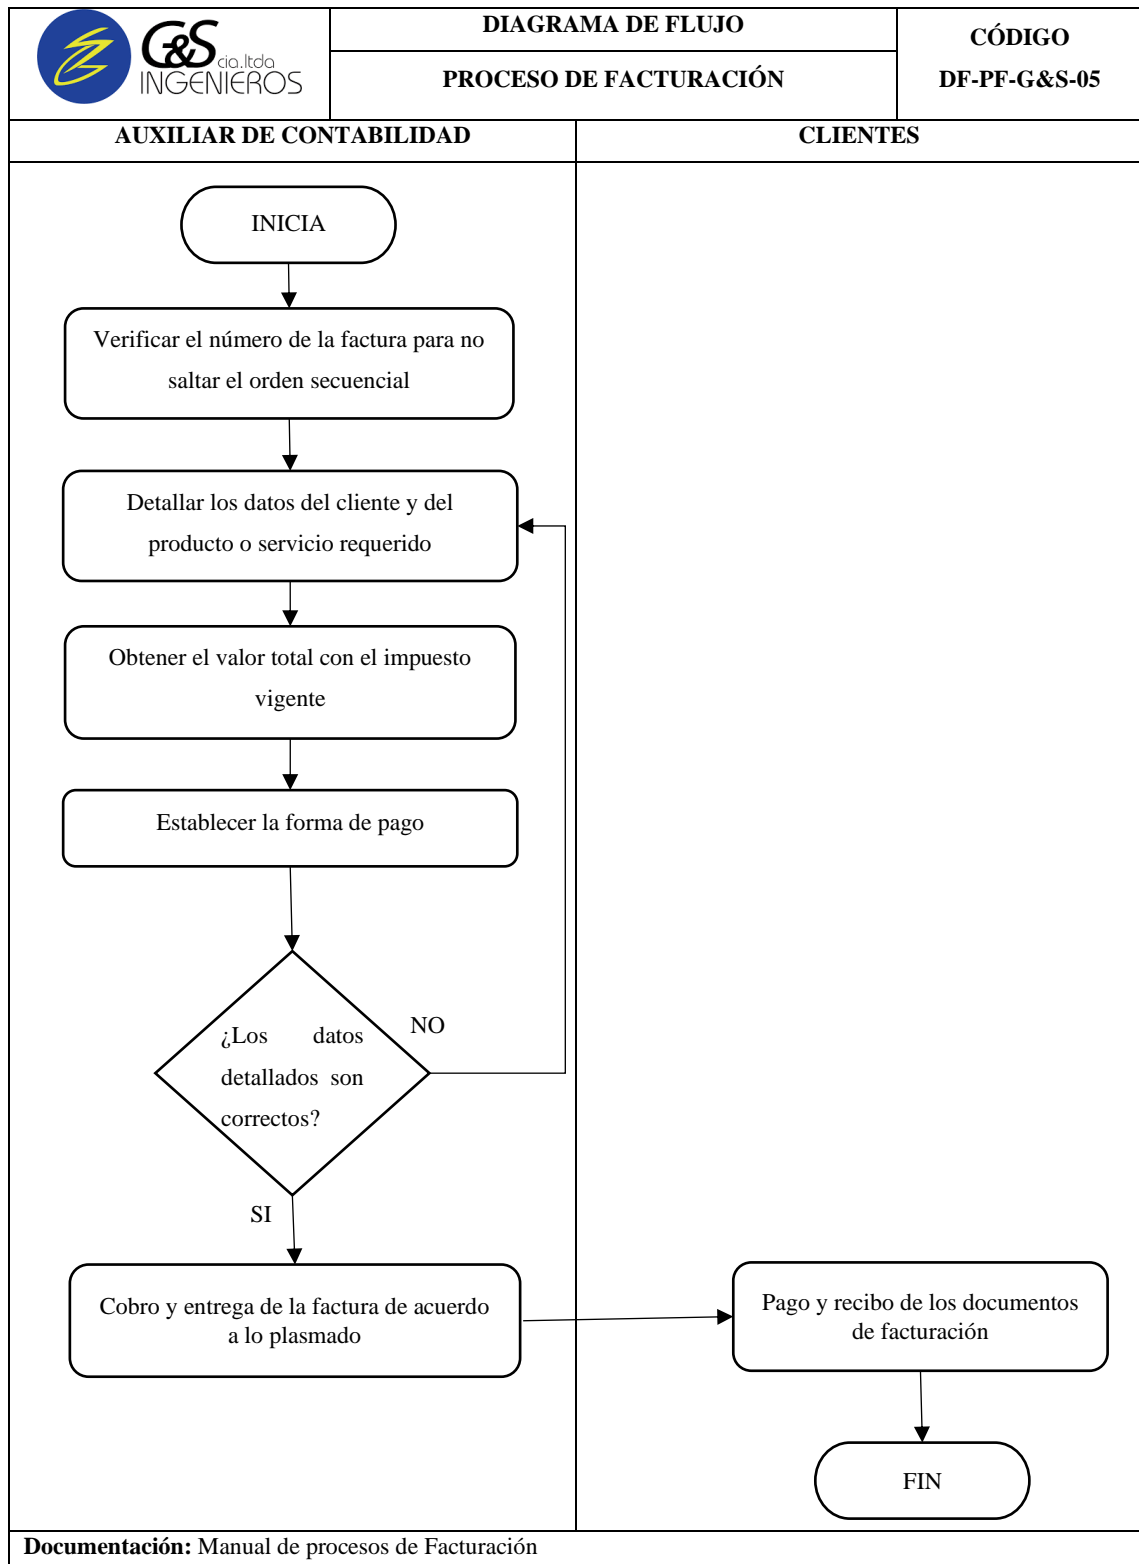 G&S cia.ltda
INGENIEROS
DIAGRAMA DE FLUJO
PROCESO DE FACTURACIÓN
CÓDIGO
DF-PF-G&S-05
AUXILIAR DE CONTABILIDAD
CLIENTES
INICIA
Verificar el número de la factura para no
saltar el orden secuencial
Detallar los datos del cliente y del
producto o servicio requerido
Obtener el valor total con el impuesto
vigente
Establecer la forma de pago
¿Los datos
detallados son
correctos?
NO
SI
Cobro y entrega de la factura de acuerdo
a lo plasmado
Pago y recibo de los documentos
de facturación
FIN
Documentación: Manual de procesos de Facturación